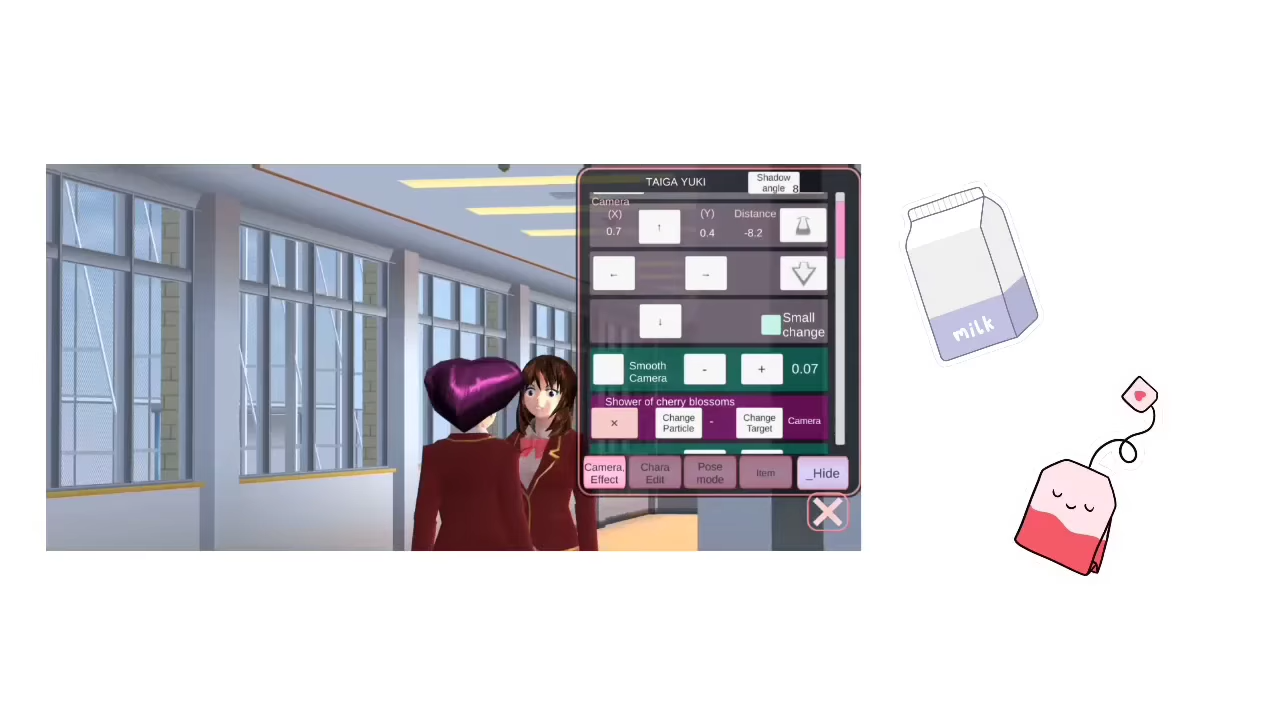 TAIGA YUKI
Shadow
angle 8
Camera
(X) (Y) Distance
0.7 ↑ 0.4 -8.2
← →
↓
Small
change
Smooth
Camera - + 0.07
Shower of cherry blossoms
× Change
Particle - Change
Target Camera
Camera,
Effect
Chara
Edit
Pose
mode
Item
_Hide
milk